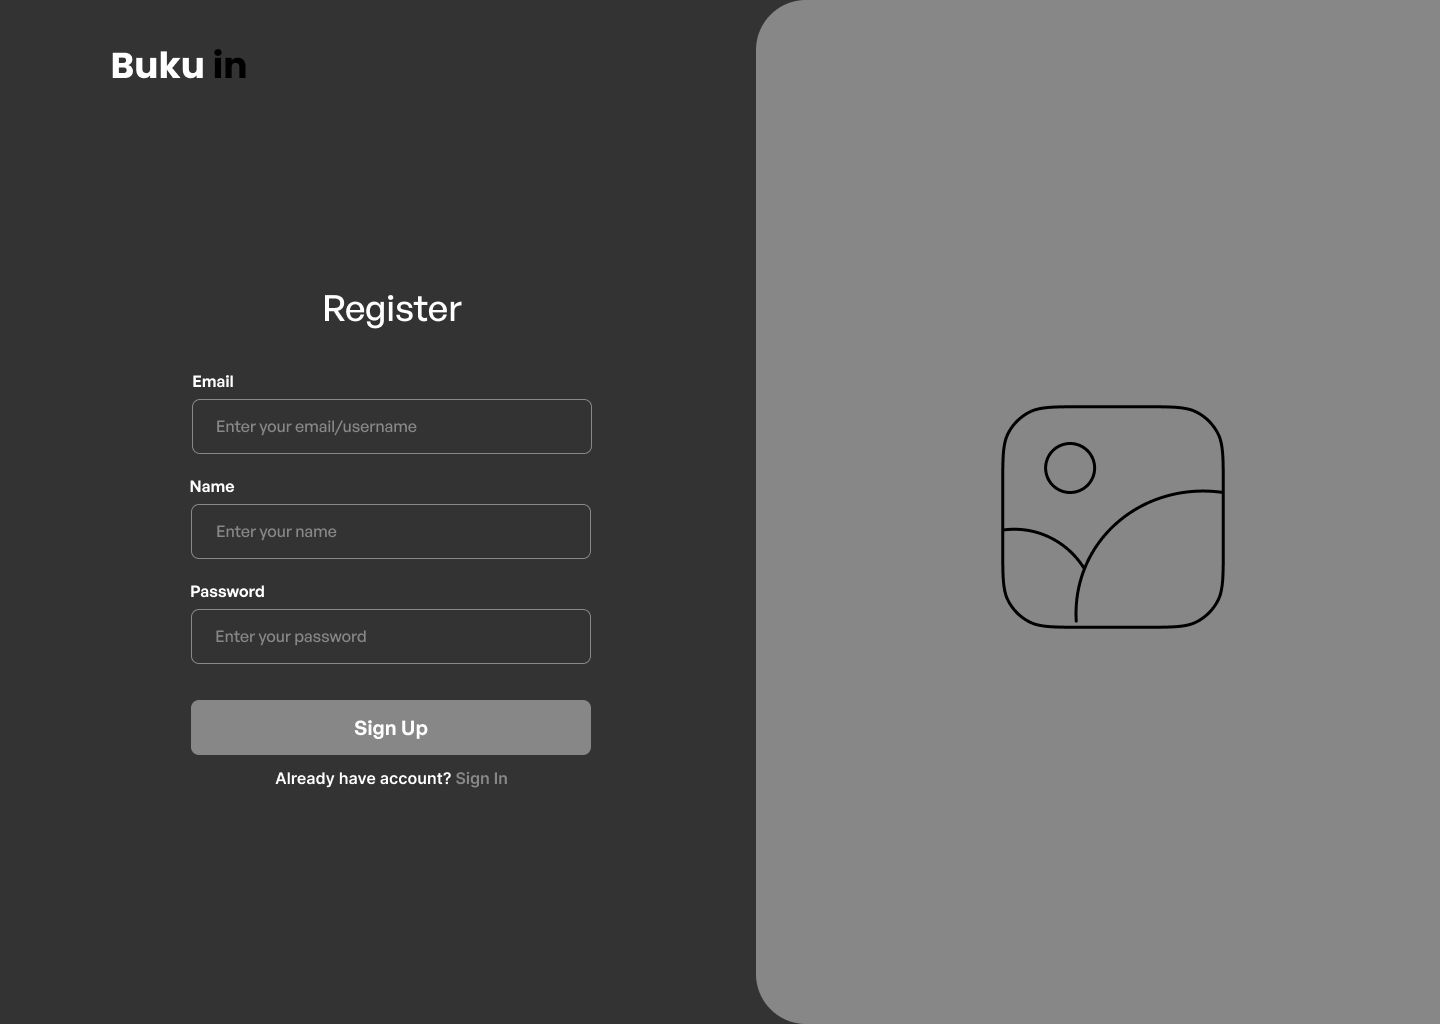 Buku in
Register
Email
Enter your email/username
Name
Enter your name
Password
Enter your password
Sign Up
Already have account? Sign In